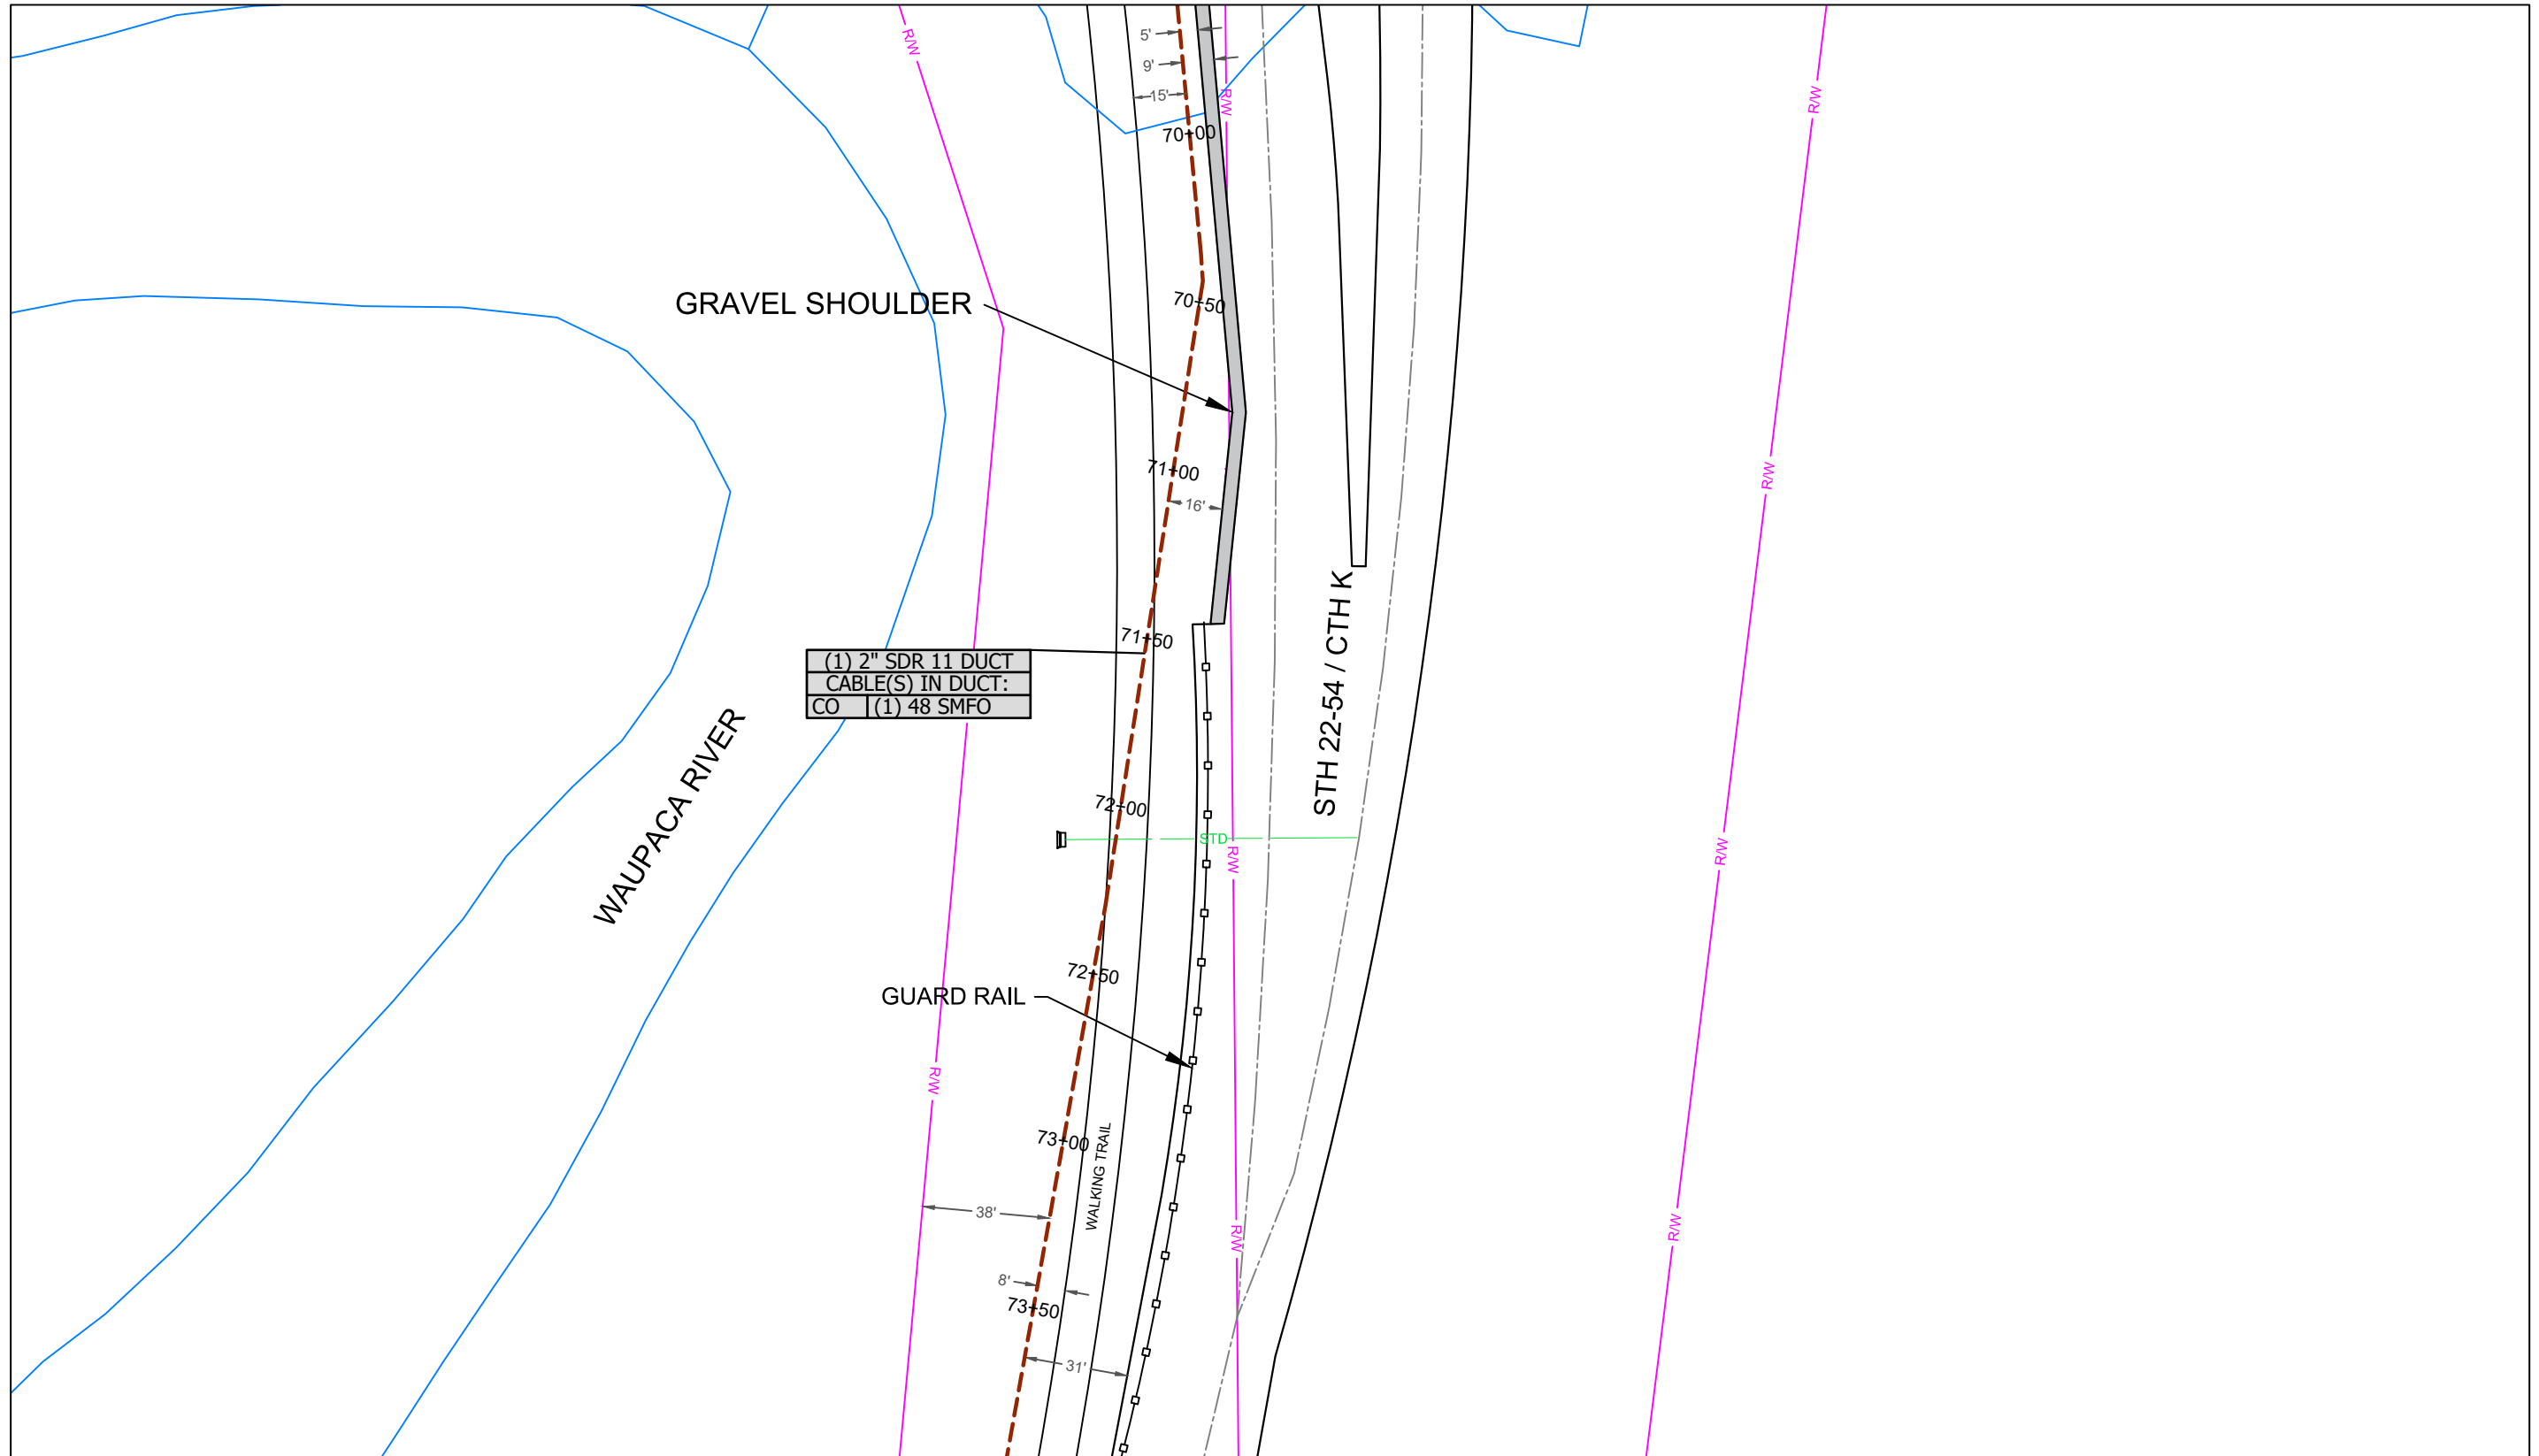 R/W
5'
9'
15'
R/W
R/W
70+00
GRAVEL SHOULDER
70+50
71+00
16'
R/W
STH 22-54 / CTH K
71+50
(1) 2" SDR 11 DUCT
CABLE(S) IN DUCT:
CO (1) 48 SMFO
WAUPACA RIVER
72+00
STD
R/W
R/W
72+50
GUARD RAIL
R/W
73+00
WALKING TRAIL
38'
R/W
R/W
8'
73+50
31'